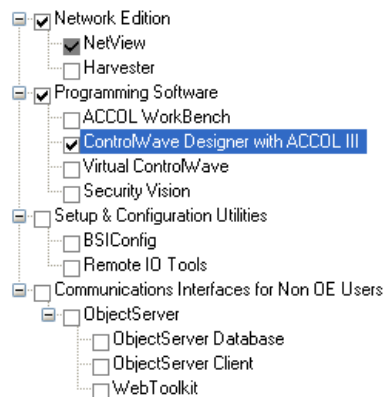 Network Edition
NetView
Harvester
Programming Software
ACCOL WorkBench
ControlWave Designer with ACCOL III
Virtual ControlWave
Security Vision
Setup & Configuration Utilities
BSIConfig
Remote IO Tools
Communications Interfaces for Non OE Users
ObjectServer
ObjectServer Database
ObjectServer Client
WebToolkit